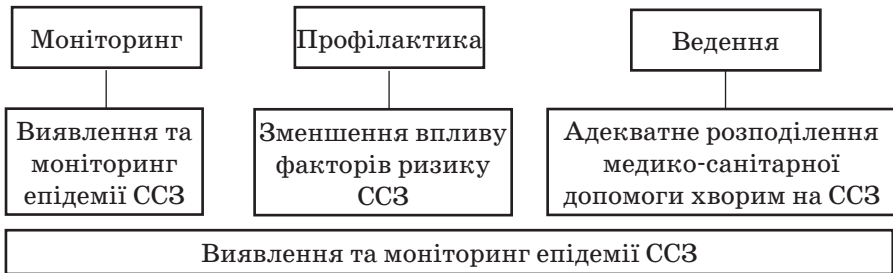 Моніторинг
Профілактика
Ведення
Виявлення та
моніторинг
епідемії ССЗ
Зменшення впливу
факторів ризику
ССЗ
Адекватне розподілення
медико-санітарної
допомоги хворим на ССЗ
Виявлення та моніторинг епідемії ССЗ